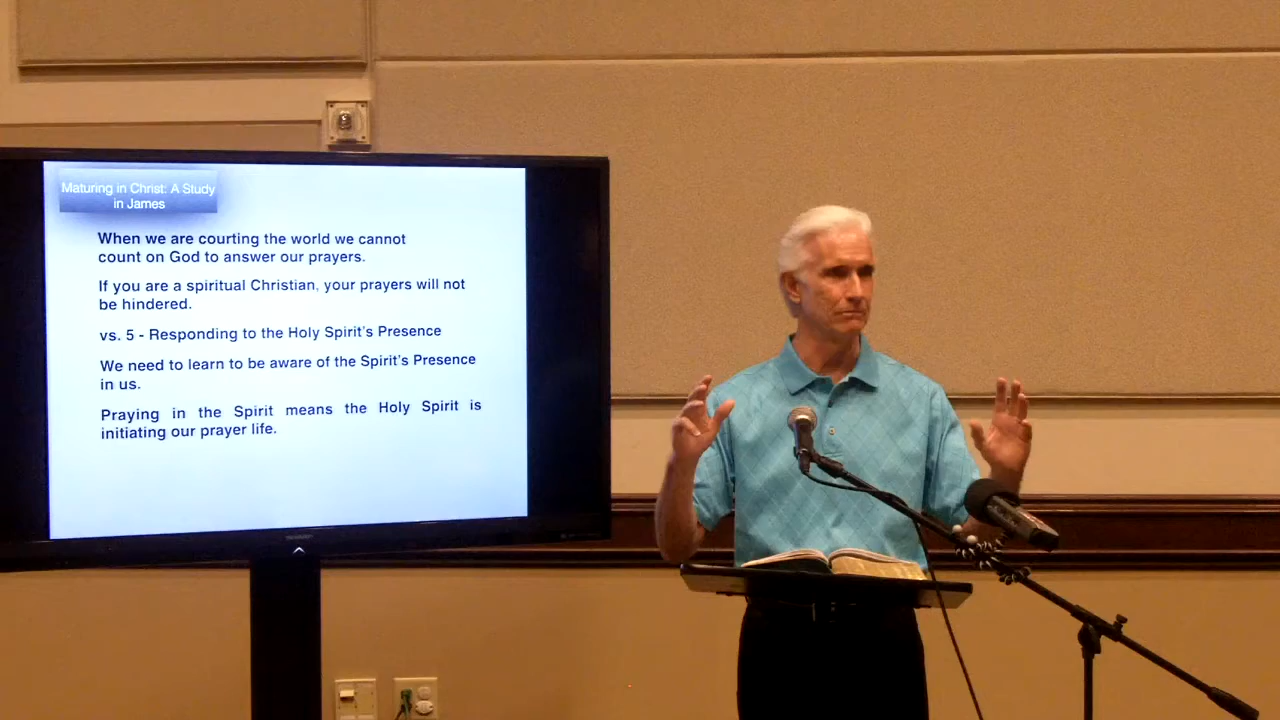 Maturing in Christ: A Study
in James
When we are courting the world we cannot
count on God to answer our prayers.
If you are a spiritual Christian, your prayers will not
be hindered.
vs. 5 - Responding to the Holy Spirit's Presence
We need to learn to be aware of the Spirit's Presence
in us.
Praying in the Spirit means the Holy Spirit is
initiating our prayer life.
SHARP